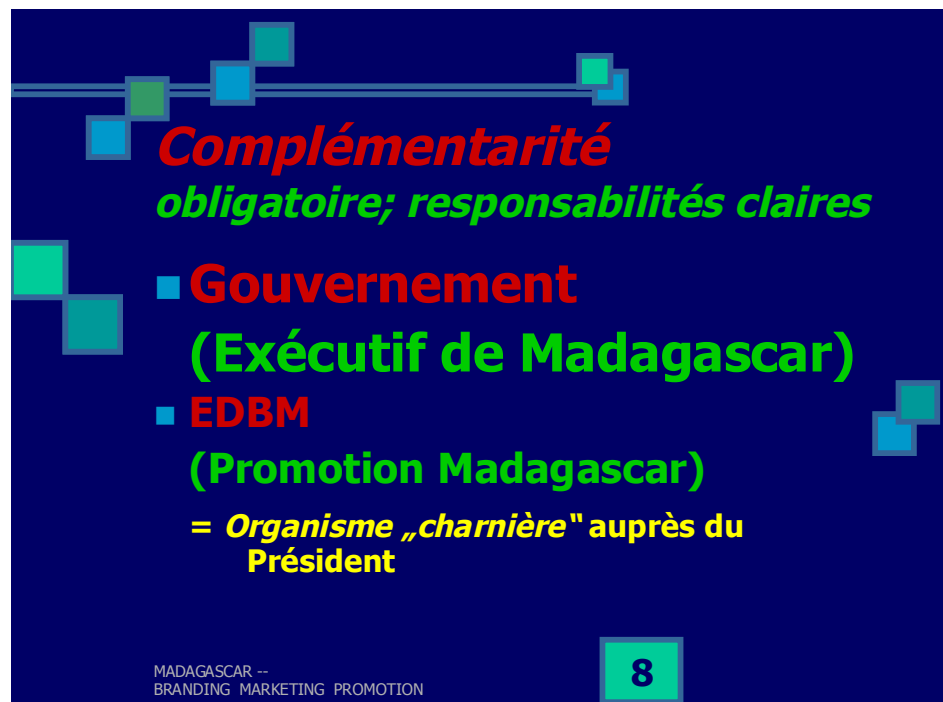 Complémentarité
obligatoire; responsabilités claires
Gouvernement
(Exécutif de Madagascar)
EDBM
(Promotion Madagascar)
= Organisme „charnière‟ auprès du
Président
MADAGASCAR --
BRANDING MARKETING PROMOTION
8